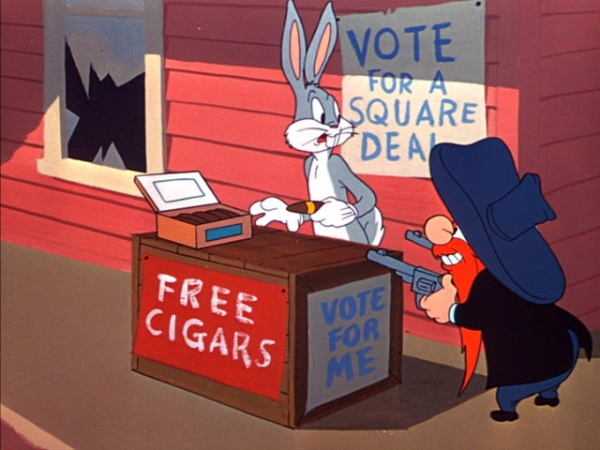 VOTE
FOR A
SQUARE
DEAL
FREE
CIGARS
VOTE
FOR
ME